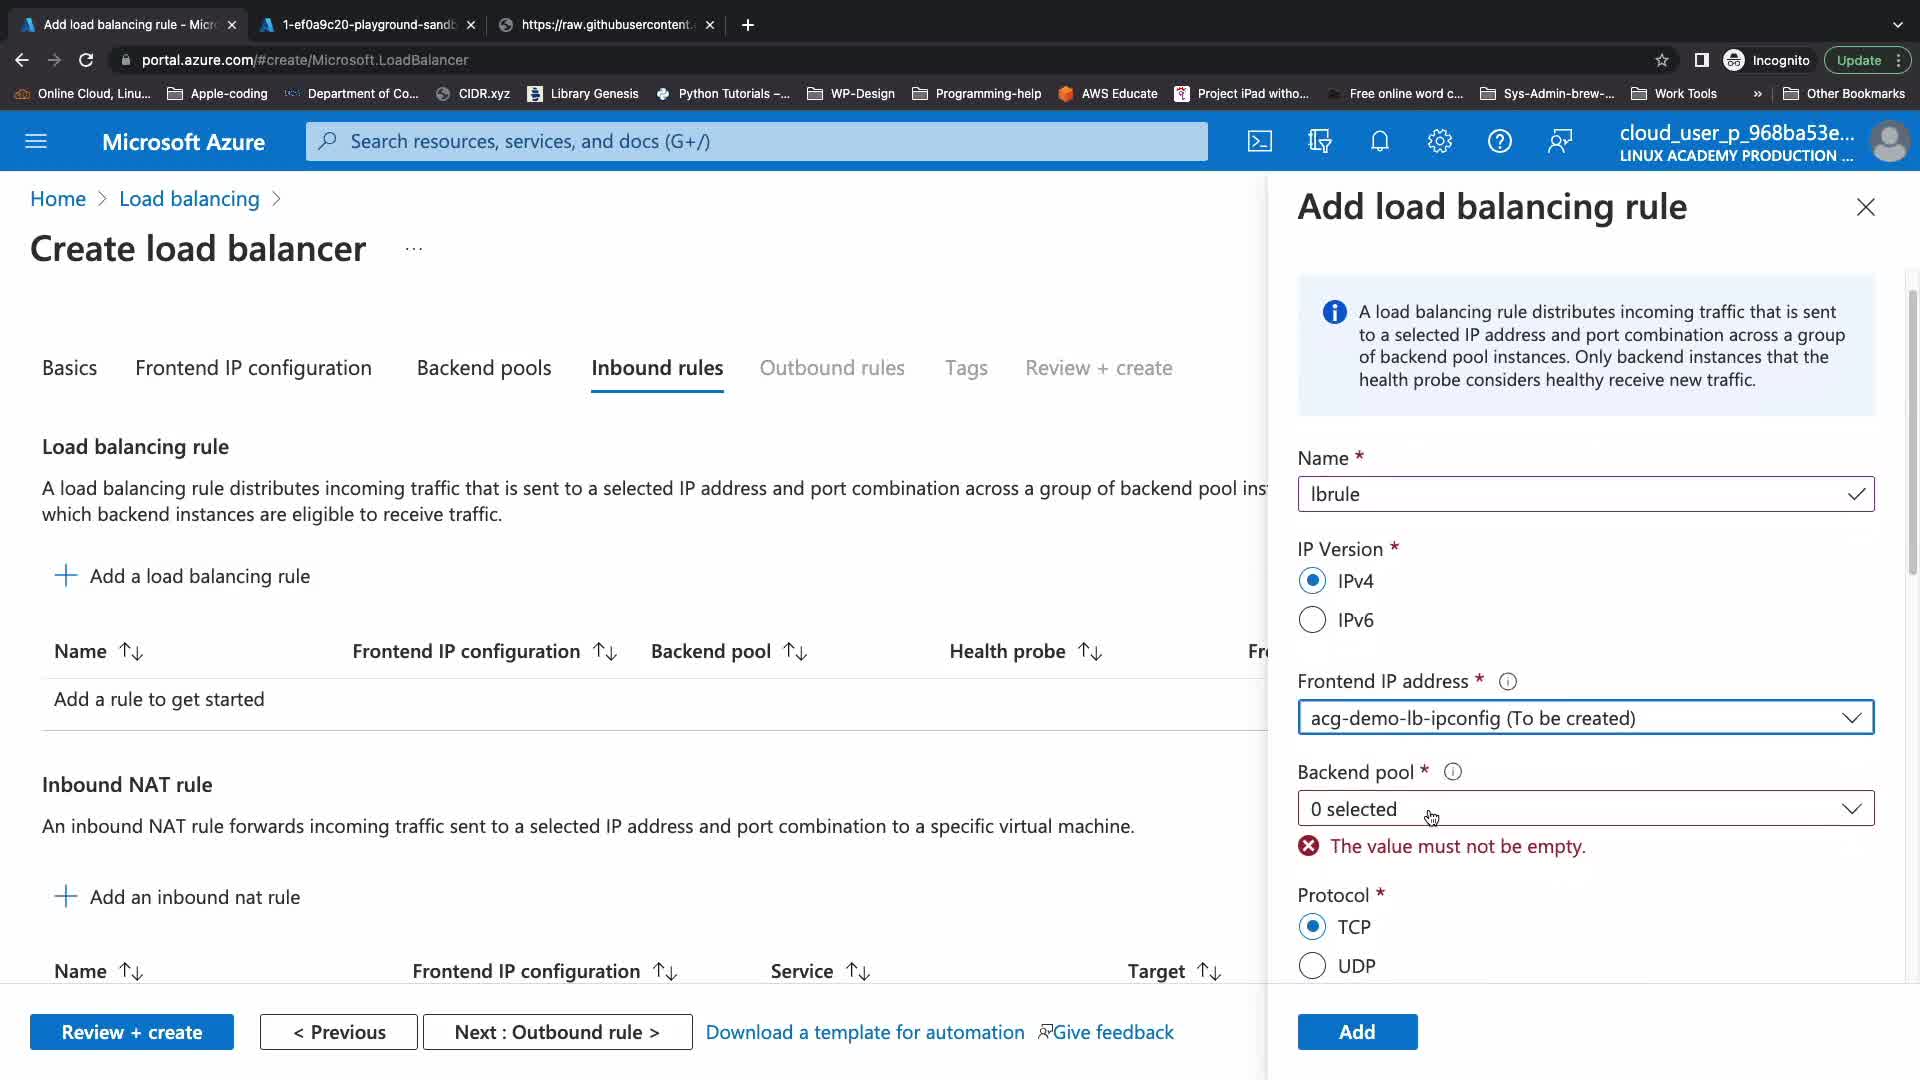 Add load balancing rule - Micr
1-ef0a9c20-playground-sandb
https://raw.githubusercontent.
portal.azure.com/#create/Microsoft.LoadBalancer
Incognito
Update
Online Cloud, Linu...
Apple-coding
Department of Co...
CIDR.xyz
Library Genesis
Python Tutorials –...
WP-Design
Programming-help
AWS Educate
Project iPad witho...
Free online word c...
Sys-Admin-brew-...
Work Tools
»
Other Bookmarks
Microsoft Azure
Search resources, services, and docs (G+/)
cloud_user_p_968ba53e...
LINUX ACADEMY PRODUCTION ...
Home > Load balancing >
Create load balancer ...
Basics
Frontend IP configuration
Backend pools
Inbound rules
Outbound rules
Tags
Review + create
Load balancing rule
A load balancing rule distributes incoming traffic that is sent to a selected IP address and port combination across a group of backend pool ins
which backend instances are eligible to receive traffic.
Add a load balancing rule
Name ↑↓
Frontend IP configuration ↑↓
Backend pool ↑↓
Health probe ↑↓
Fr
Add a rule to get started
Inbound NAT rule
An inbound NAT rule forwards incoming traffic sent to a selected IP address and port combination to a specific virtual machine.
Add an inbound nat rule
Name ↑↓
Frontend IP configuration ↑↓
Service ↑↓
Target ↑↓
Review + create
< Previous
Next : Outbound rule >
Download a template for automation
Give feedback
Add load balancing rule
A load balancing rule distributes incoming traffic that is sent
to a selected IP address and port combination across a group
of backend pool instances. Only backend instances that the
health probe considers healthy receive new traffic.
Name *
lbrule
IP Version *
IPv4
IPv6
Frontend IP address *
acg-demo-lb-ipconfig (To be created)
Backend pool *
0 selected
The value must not be empty.
Protocol *
TCP
UDP
Add